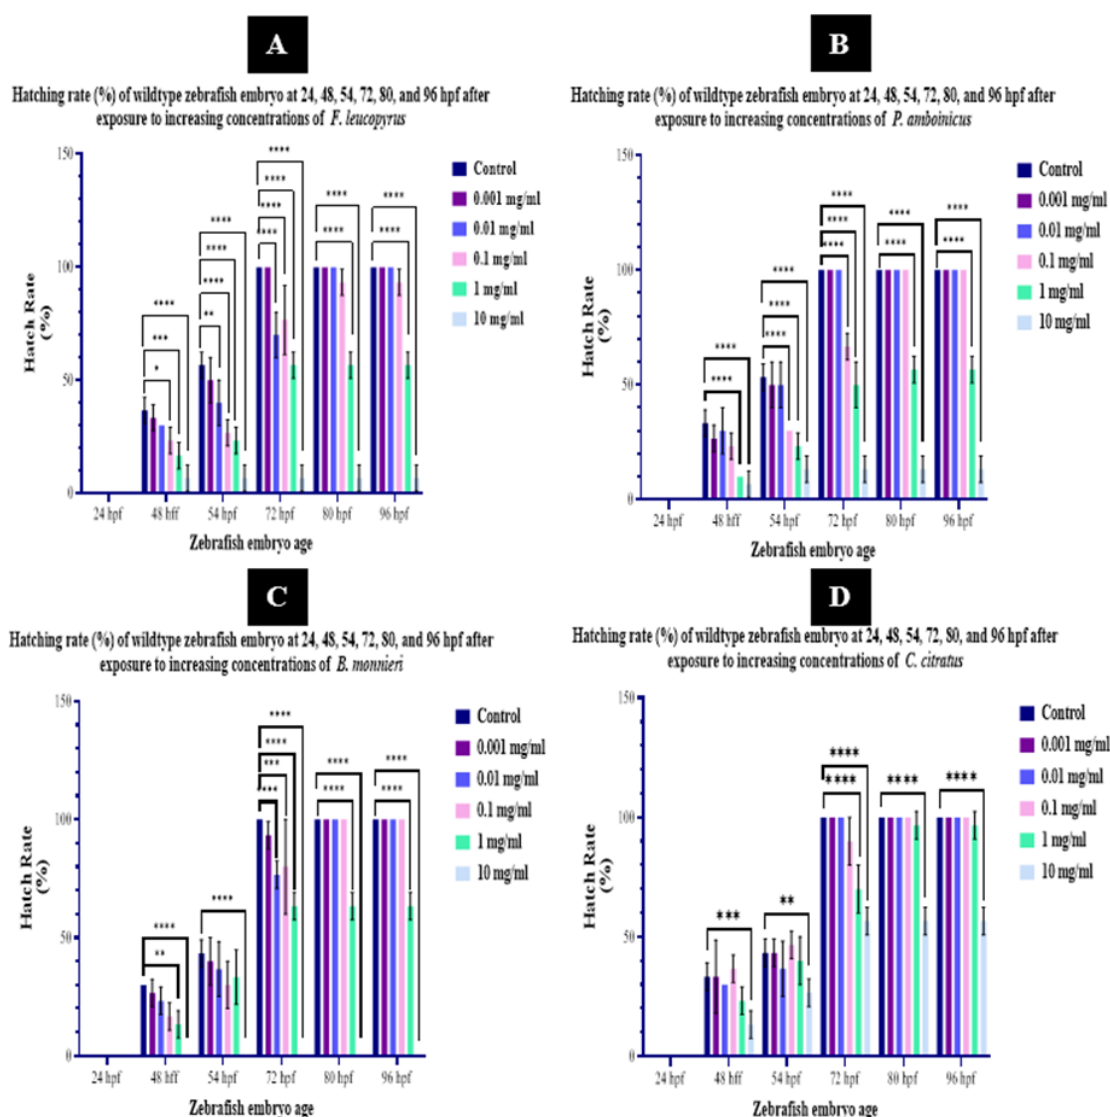 A
Hatching rate (%) of wildtype zebrafish embryo at 24, 48, 54, 72, 80, and 96 hpf after
exposure to increasing concentrations of F. leucopyrus
150
100
50
0
Hatch Rate
(%)
****
***
*
****
****
****
**
****
****
****
***
****
****
****
****
24 hpf
48 hff
54 hpf
72 hpf
80 hpf
96 hpf
Zebrafish embryo age
Control
0.001 mg/ml
0.01 mg/ml
0.1 mg/ml
1 mg/ml
10 mg/ml
B
Hatching rate (%) of wildtype zebrafish embryo at 24, 48, 54, 72, 80, and 96 hpf after
exposure to increasing concentrations of P. amboinicus
150
100
50
0
Hatch Rate
(%)
****
****
****
****
****
****
****
****
****
****
****
****
24 hpf
48 hff
54 hpf
72 hpf
80 hpf
96 hpf
Zebrafish embryo age
Control
0.001 mg/ml
0.01 mg/ml
0.1 mg/ml
1 mg/ml
10 mg/ml
C
Hatching rate (%) of wildtype zebrafish embryo at 24, 48, 54, 72, 80, and 96 hpf after
exposure to increasing concentrations of B. monnieri
150
100
50
0
Hatch Rate
(%)
****
**
****
****
****
***
***
****
****
****
****
24 hpf
48 hff
54 hpf
72 hpf
80 hpf
96 hpf
Zebrafish embryo age
Control
0.001 mg/ml
0.01 mg/ml
0.1 mg/ml
1 mg/ml
10 mg/ml
D
Hatching rate (%) of wildtype zebrafish embryo at 24, 48, 54, 72, 80, and 96 hpf after
exposure to increasing concentrations of C. citratus
150
100
50
0
Hatch Rate
(%)
***
**
****
****
****
****
24 hpf
48 hff
54 hpf
72 hpf
80 hpf
96 hpf
Zebrafish embryo age
Control
0.001 mg/ml
0.01 mg/ml
0.1 mg/ml
1 mg/ml
10 mg/ml